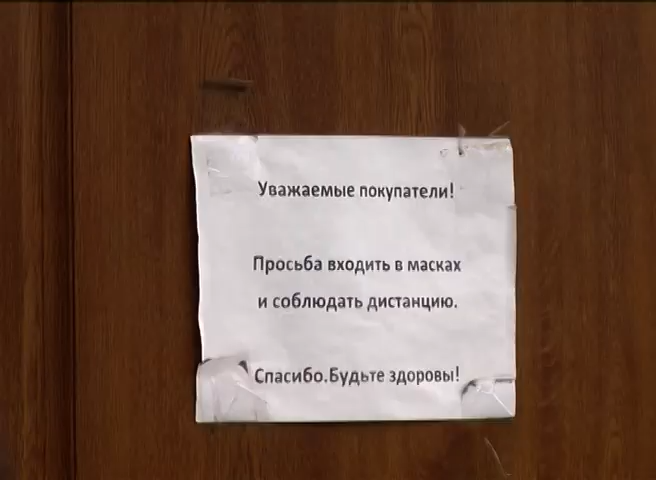 Уважаемые покупатели!
Просьба входить в масках
и соблюдать дистанцию.
Спасибо.Будьте здоровы!